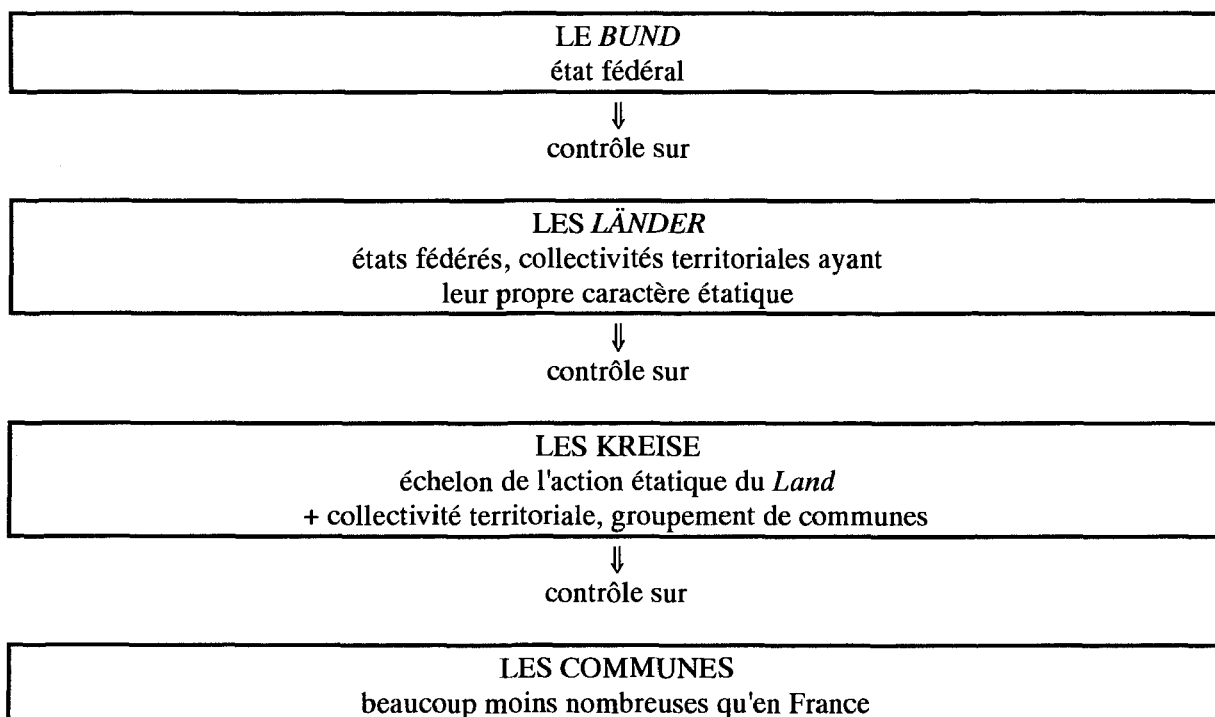 LE BUND
état fédéral
⇓
contrôle sur
LES LÄNDER
états fédérés, collectivités territoriales ayant
leur propre caractère étatique
⇓
contrôle sur
LES KREISE
échelon de l'action étatique du Land
+ collectivité territoriale, groupement de communes
⇓
contrôle sur
LES COMMUNES
beaucoup moins nombreuses qu'en France